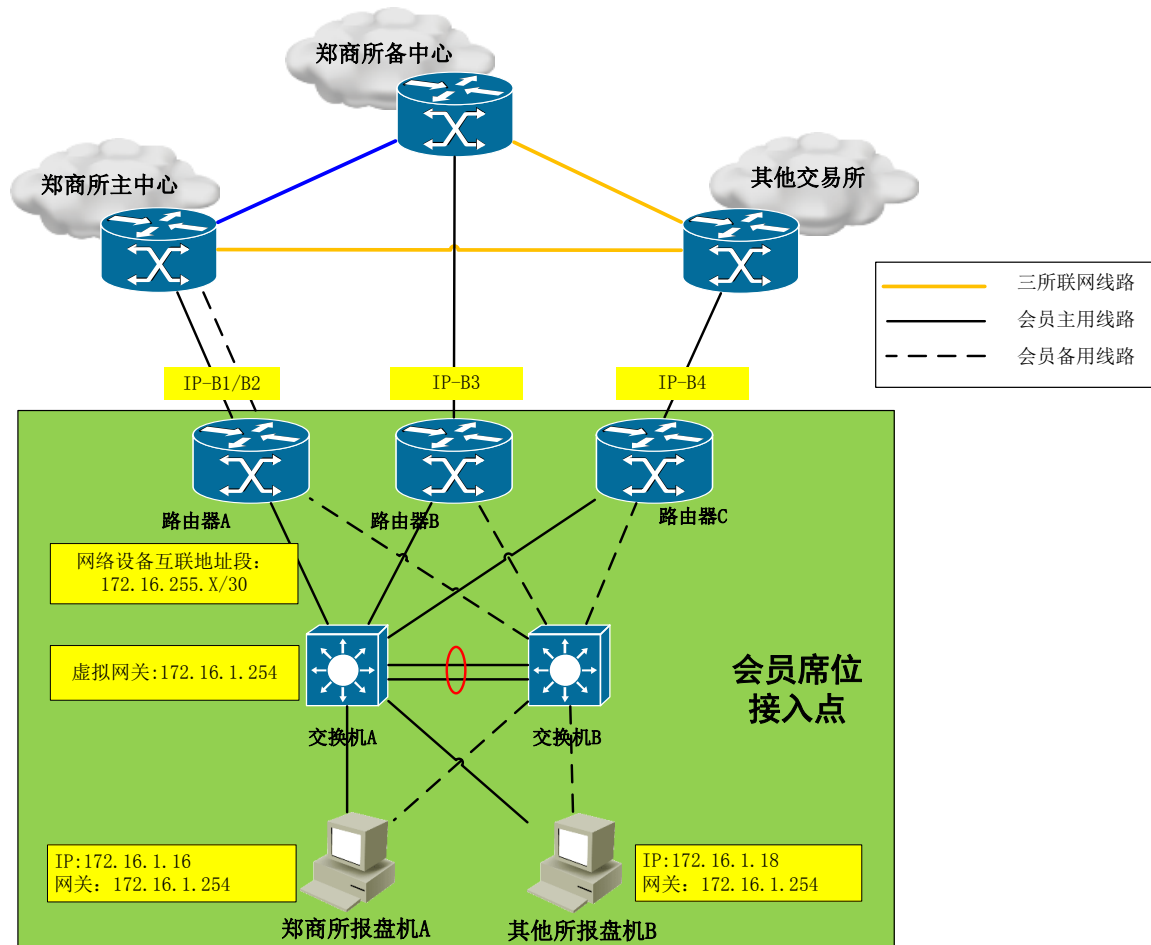 郑商所备中心
郑商所主中心
其他交易所
三所联网线路
会员主用线路
会员备用线路
IP-B1/B2
IP-B3
IP-B4
路由器A
路由器B
路由器C
网络设备互联地址段：
172.16.255.X/30
虚拟网关:172.16.1.254
会员席位
接入点
交换机A
交换机B
IP:172.16.1.16
网关：172.16.1.254
IP:172.16.1.18
网关：172.16.1.254
郑商所报盘机A
其他所报盘机B